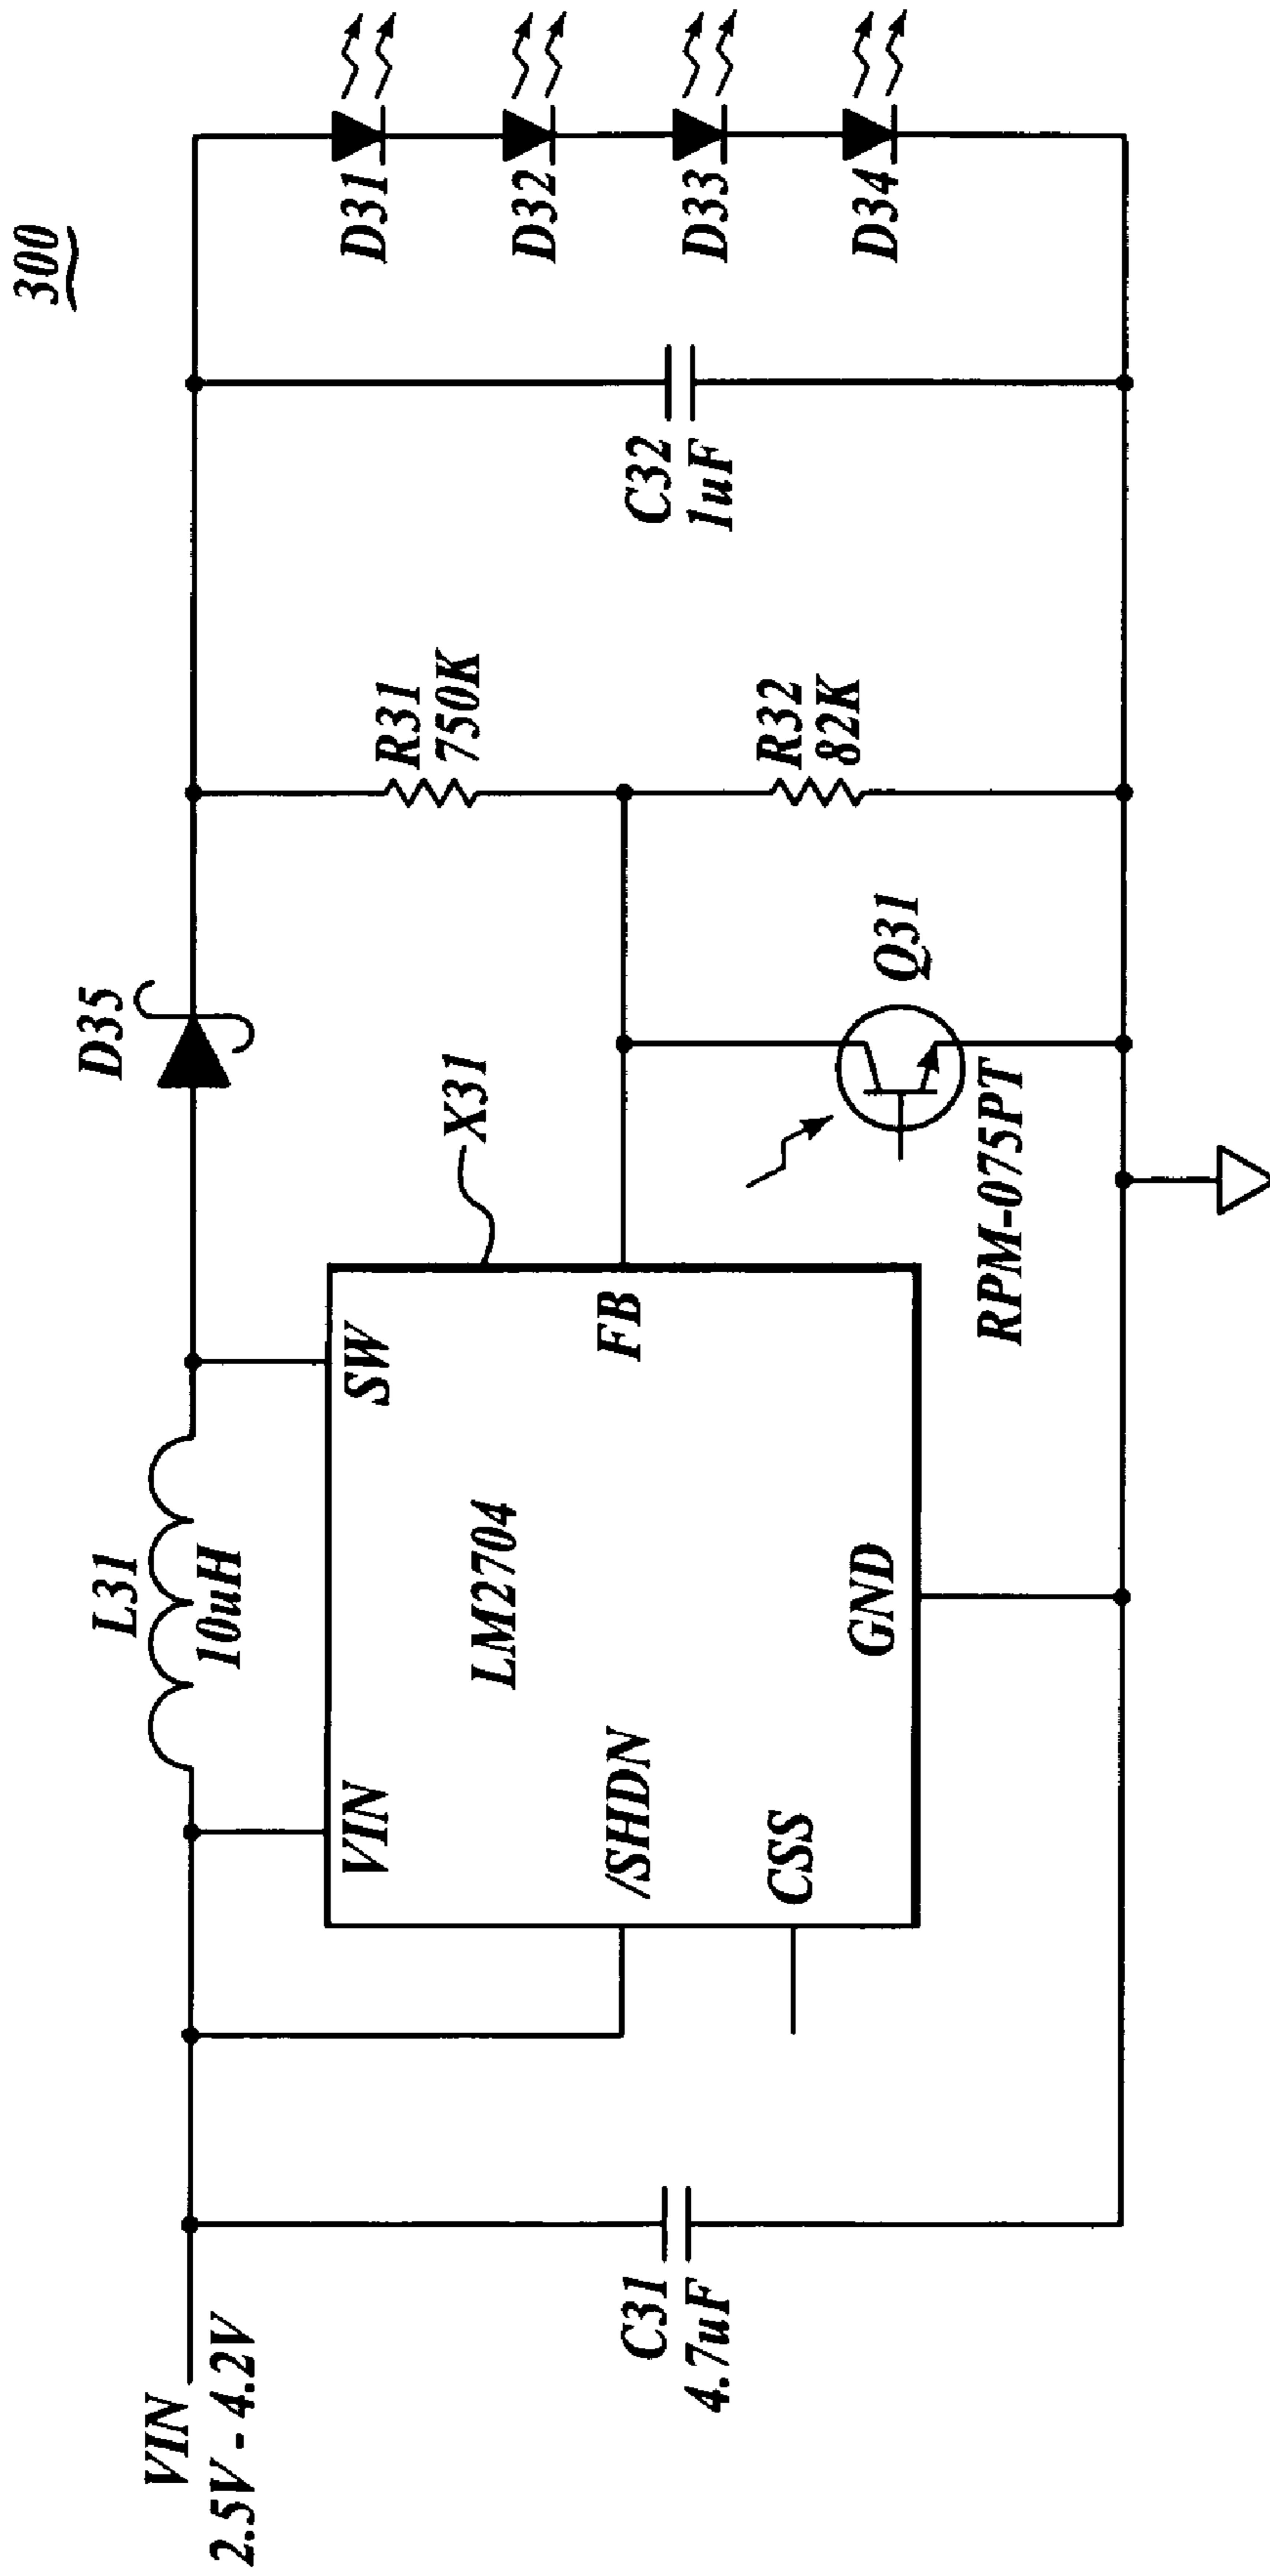 300
VIN
2.5V - 4.2V
L31
10uH
D35
VIN
SW
LM2704
X31
/SHDN
FB
CSS
GND
C31
4.7uF
Q31
RPM-075PT
R31
750K
R32
82K
C32
1uF
D31
D32
D33
D34